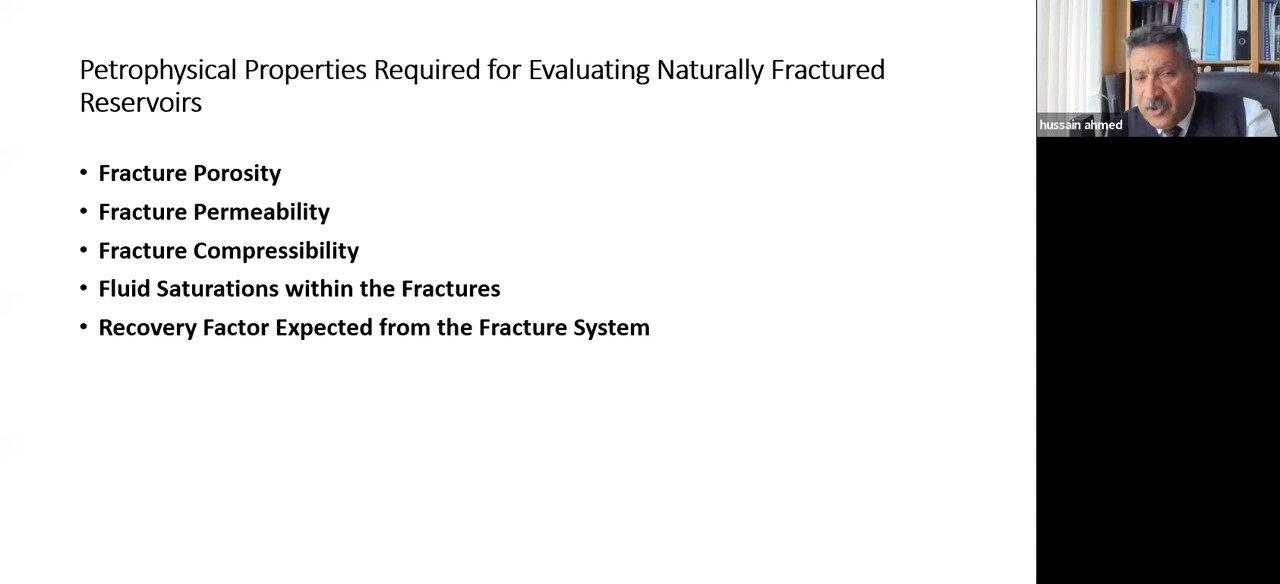 Petrophysical Properties Required for Evaluating Naturally Fractured
Reservoirs
• Fracture Porosity
• Fracture Permeability
• Fracture Compressibility
• Fluid Saturations within the Fractures
• Recovery Factor Expected from the Fracture System
hussain ahmed